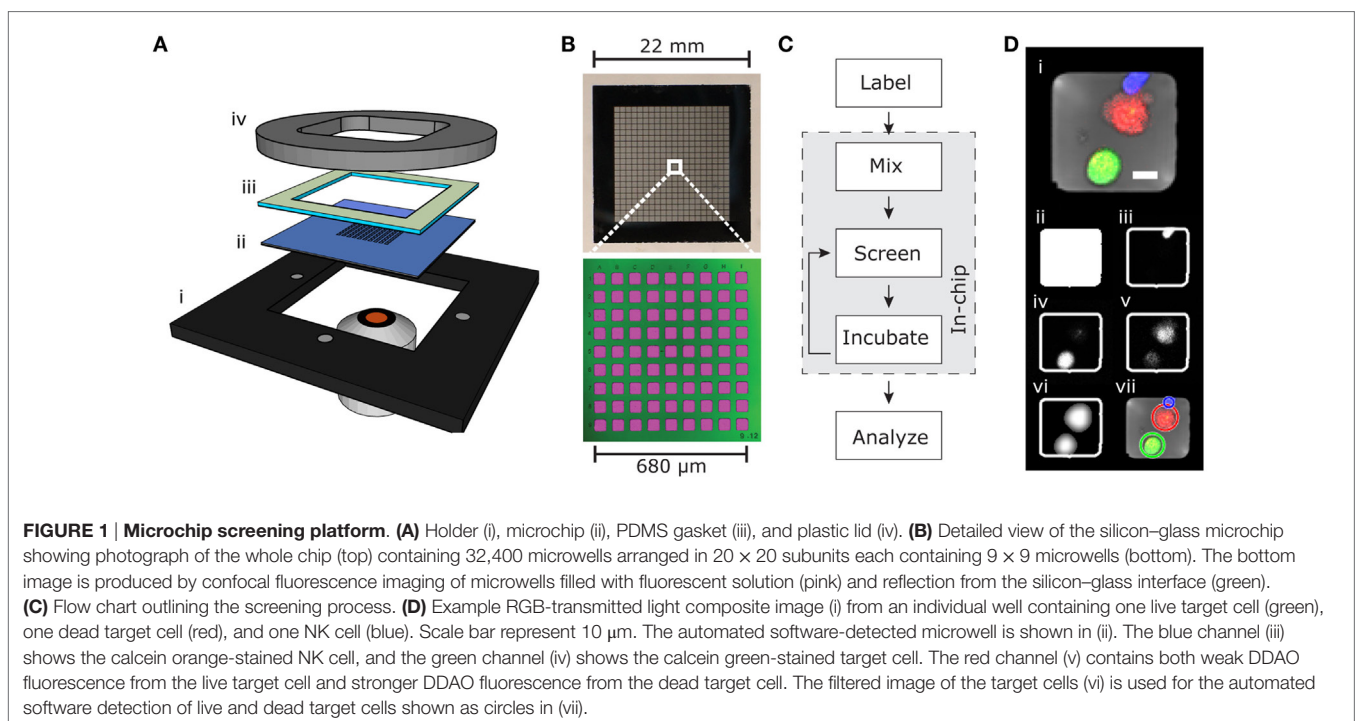 A
iv
iii
ii
i
B
22 mm
A B C D E F G H I
680 µm
C
Label
Mix
Screen
Incubate
In-chip
Analyze
D
i
ii
iii
iv
v
vi
vii
FIGURE 1 | Microchip screening platform. (A) Holder (i), microchip (ii), PDMS gasket (iii), and plastic lid (iv). (B) Detailed view of the silicon–glass microchip
showing photograph of the whole chip (top) containing 32,400 microwells arranged in 20 × 20 subunits each containing 9 × 9 microwells (bottom). The bottom
image is produced by confocal fluorescence imaging of microwells filled with fluorescent solution (pink) and reflection from the silicon–glass interface (green).
(C) Flow chart outlining the screening process. (D) Example RGB-transmitted light composite image (i) from an individual well containing one live target cell (green),
one dead target cell (red), and one NK cell (blue). Scale bar represent 10 µm. The automated software-detected microwell is shown in (ii). The blue channel (iii)
shows the calcein orange-stained NK cell, and the green channel (iv) shows the calcein green-stained target cell. The red channel (v) contains both weak DDAO
fluorescence from the live target cell and stronger DDAO fluorescence from the dead target cell. The filtered image of the target cells (vi) is used for the automated
software detection of live and dead target cells shown as circles in (vii).